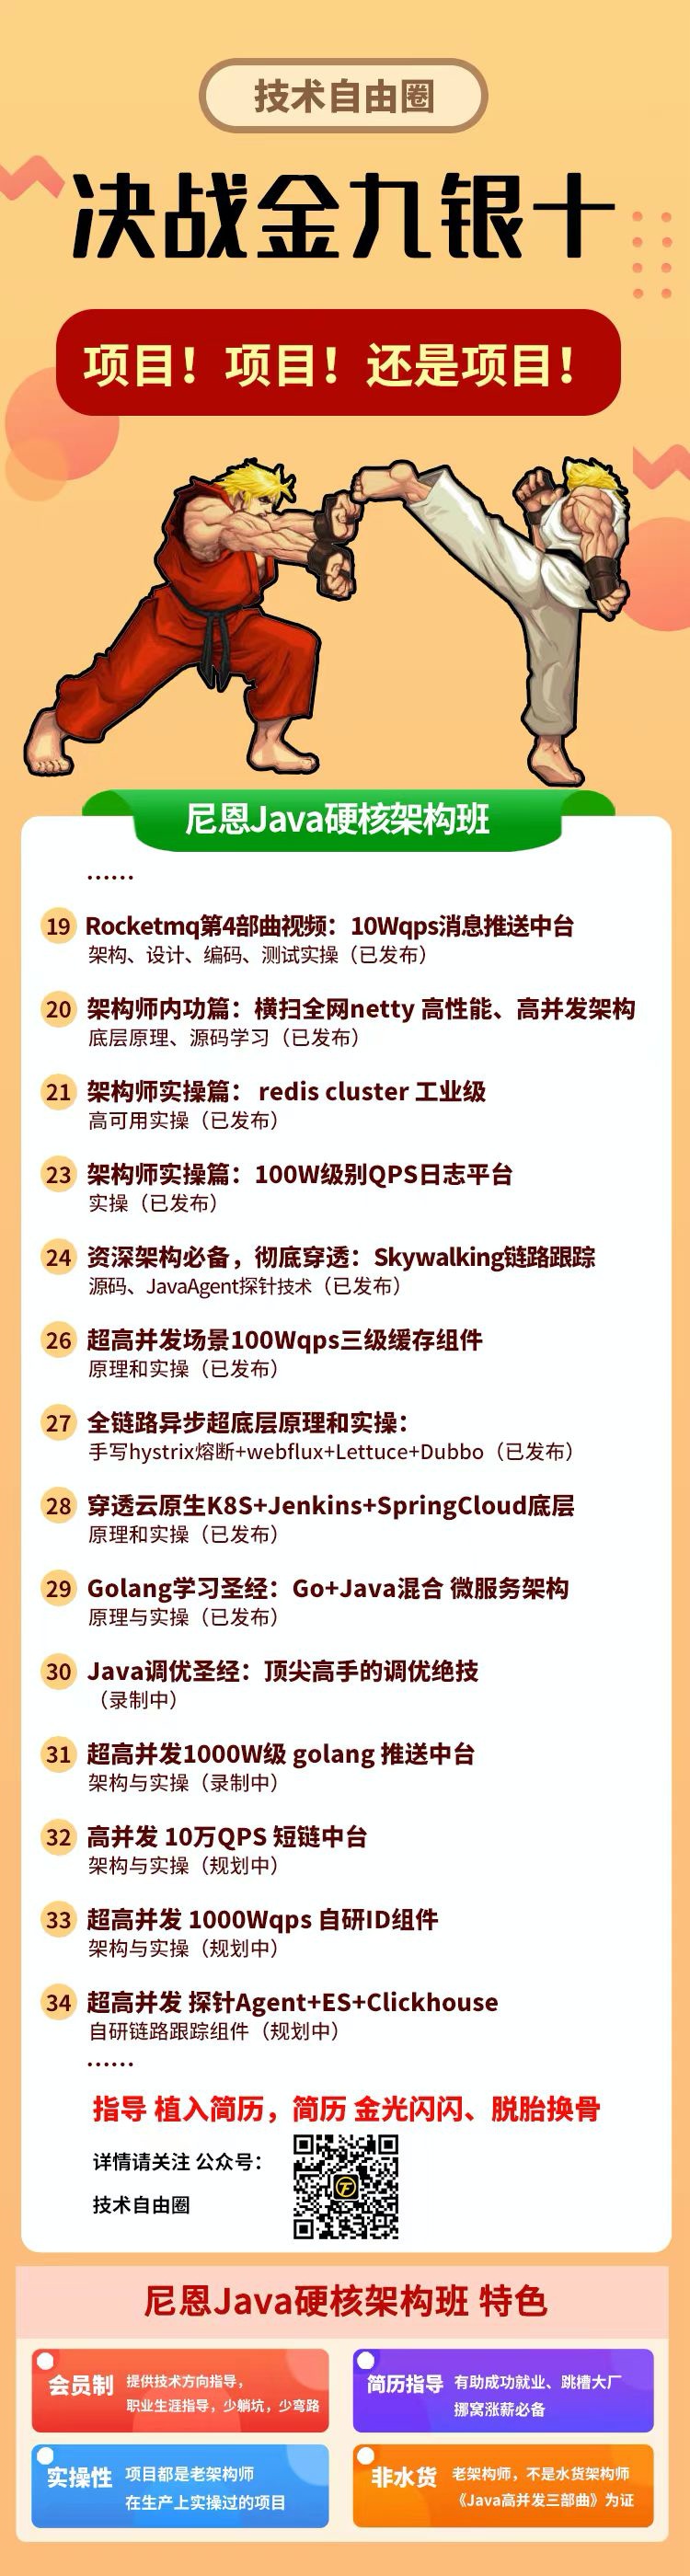 技术自由圈
决战金九银十
项目！项目！还是项目！
尼恩Java硬核架构班
......
19 Rocketmq第4部曲视频：10Wqps消息推送中台
架构、设计、编码、测试实操（已发布）
20 架构师内功篇：横扫全网netty 高性能、高并发架构
底层原理、源码学习（已发布）
21 架构师实操篇： redis cluster 工业级
高可用实操（已发布）
23 架构师实操篇：100W级别QPS日志平台
实操（已发布）
24 资深架构必备，彻底穿透：Skywalking链路跟踪
源码、JavaAgent探针技术（已发布）
26 超高并发场景100Wqps三级缓存组件
原理和实操（已发布）
27 全链路异步超底层原理和实操：
手写hystrix熔断+webflux+Lettuce+Dubbo（已发布）
28 穿透云原生K8S+Jenkins+SpringCloud底层
原理和实操（已发布）
29 Golang学习圣经：Go+Java混合 微服务架构
原理与实操（已发布）
30 Java调优圣经：顶尖高手的调优绝技
（录制中）
31 超高并发1000W级 golang 推送中台
架构与实操（录制中）
32 高并发 10万QPS 短链中台
架构与实操（规划中）
33 超高并发 1000Wqps 自研ID组件
架构与实操（规划中）
34 超高并发 探针Agent+ES+Clickhouse
自研链路跟踪组件（规划中）
......
指导 植入简历，简历 金光闪闪、脱胎换骨
详情请关注 公众号：
技术自由圈
尼恩Java硬核架构班 特色
会员制 提供技术方向指导，
职业生涯指导，少躺坑，少弯路
简历指导 有助成功就业、跳槽大厂
挪窝涨薪必备
实操性 项目都是老架构师
在生产上实操过的项目
非水货 老架构师，不是水货架构师
《Java高并发三部曲》为证